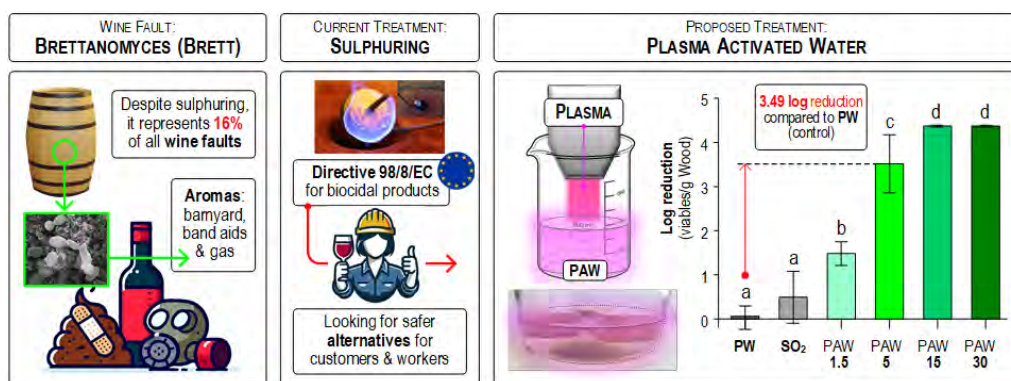 WINE FAULT:
BRETTANOMYCES (BRETT)
Despite sulphuring,
it represents 16%
of all wine faults
Aromas:
barnyard,
band aids
& gas
CURRENT TREATMENT:
SULPHURING
Directive 98/8/EC
for biocidal products
Looking for safer
alternatives for
customers & workers
PROPOSED TREATMENT:
PLASMA ACTIVATED WATER
PLASMA
PAW
3.49 log reduction
compared to PW
(control)
Log reduction
(viables/g Wood)
5
4
3
2
1
0
a
a
b
c
d
d
PW
SO₂
PAW
1.5
PAW
5
PAW
15
PAW
30